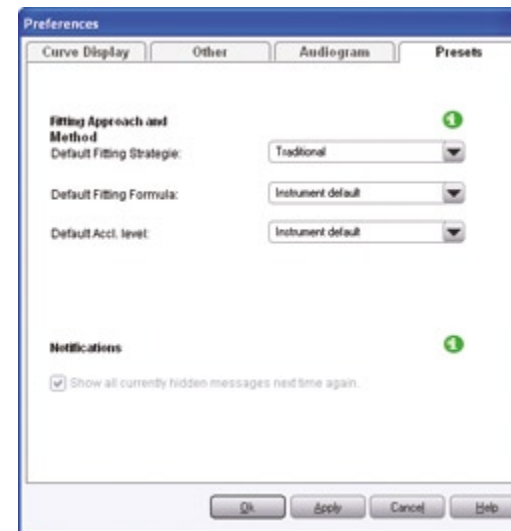 Preferences
Curve Display Other Audiogram Presets
Fitting Approach and
Method
Default Fitting Strategie: Traditional
Default Fitting Formula: Instrument default
Default Accl. level: Instrument default
Notifications
Show all currently hidden messages next time again.
Ok Apply Cancel Help